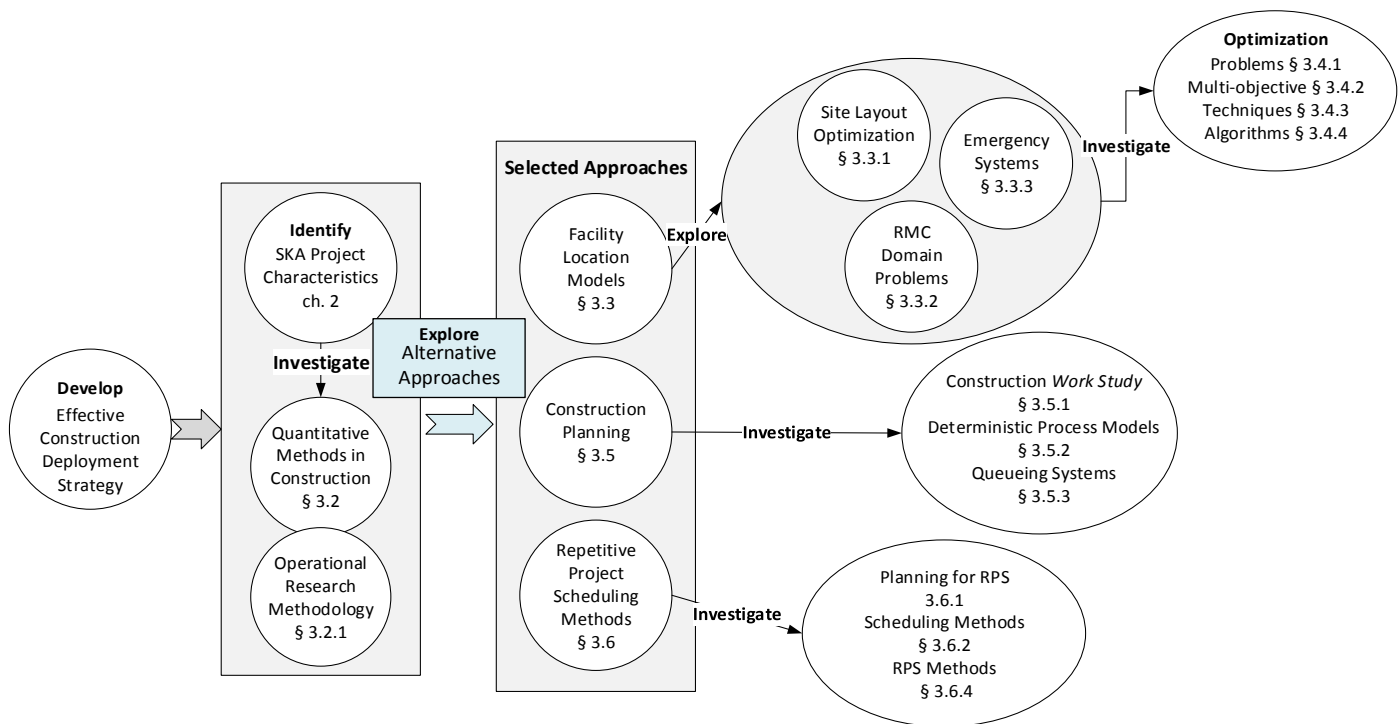 Develop
Effective
Construction
Deployment
Strategy
Identify
SKA Project
Characteristics
ch. 2
Investigate
Quantitative
Methods in
Construction
§ 3.2
Operational
Research
Methodology
§ 3.2.1
Explore
Alternative
Approaches
Selected Approaches
Facility
Location
Models
§ 3.3
Construction
Planning
§ 3.5
Repetitive
Project
Scheduling
Methods
§ 3.6
Explore
Site Layout
Optimization
§ 3.3.1
Emergency
Systems
§ 3.3.3
RMC
Domain
Problems
§ 3.3.2
Investigate
Optimization
Problems § 3.4.1
Multi-objective § 3.4.2
Techniques § 3.4.3
Algorithms § 3.4.4
Investigate
Construction Work Study
§ 3.5.1
Deterministic Process Models
§ 3.5.2
Queueing Systems
§ 3.5.3
Investigate
Planning for RPS
3.6.1
Scheduling Methods
§ 3.6.2
RPS Methods
§ 3.6.4